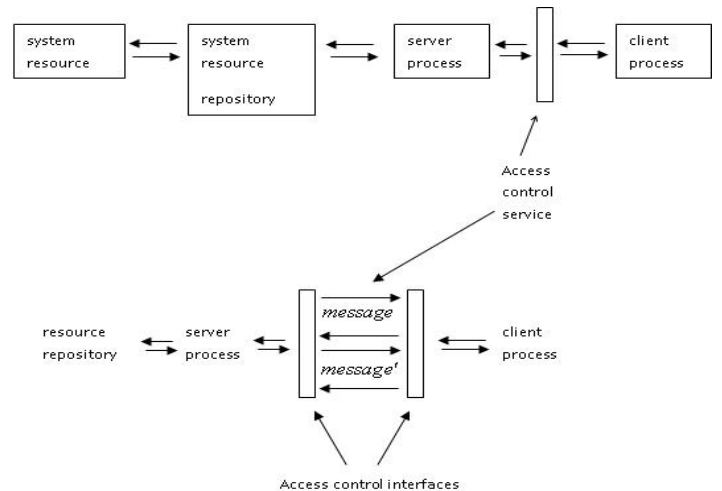 system
resource
system
resource
repository
server
process
client
process
Access
control
service
message
resource
repository
server
process
client
process
message'
Access control interfaces